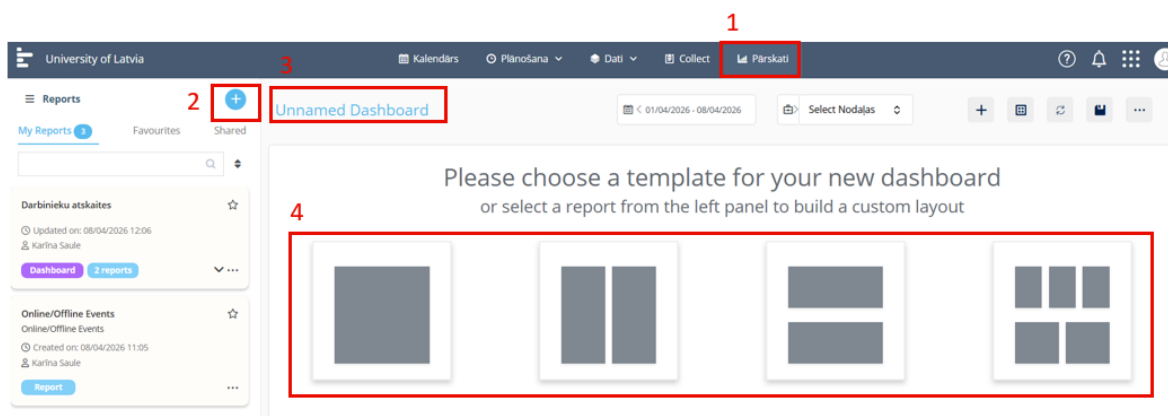 1
University of Latvia
Kalendārs
Plānošana
Dati
Collect
Pārskati
3
2
Reports
Unnamed Dashboard
01/04/2026 - 08/04/2026
Select Nodaļas
My Reports 3
Favourites
Shared
Please choose a template for your new dashboard
or select a report from the left panel to build a custom layout
4
Darbinieku atskaites
Updated on: 08/04/2026 12:06
Karīna Saule
Dashboard
2 reports
Online/Offline Events
Online/Offline Events
Created on: 08/04/2026 11:05
Karīna Saule
Report